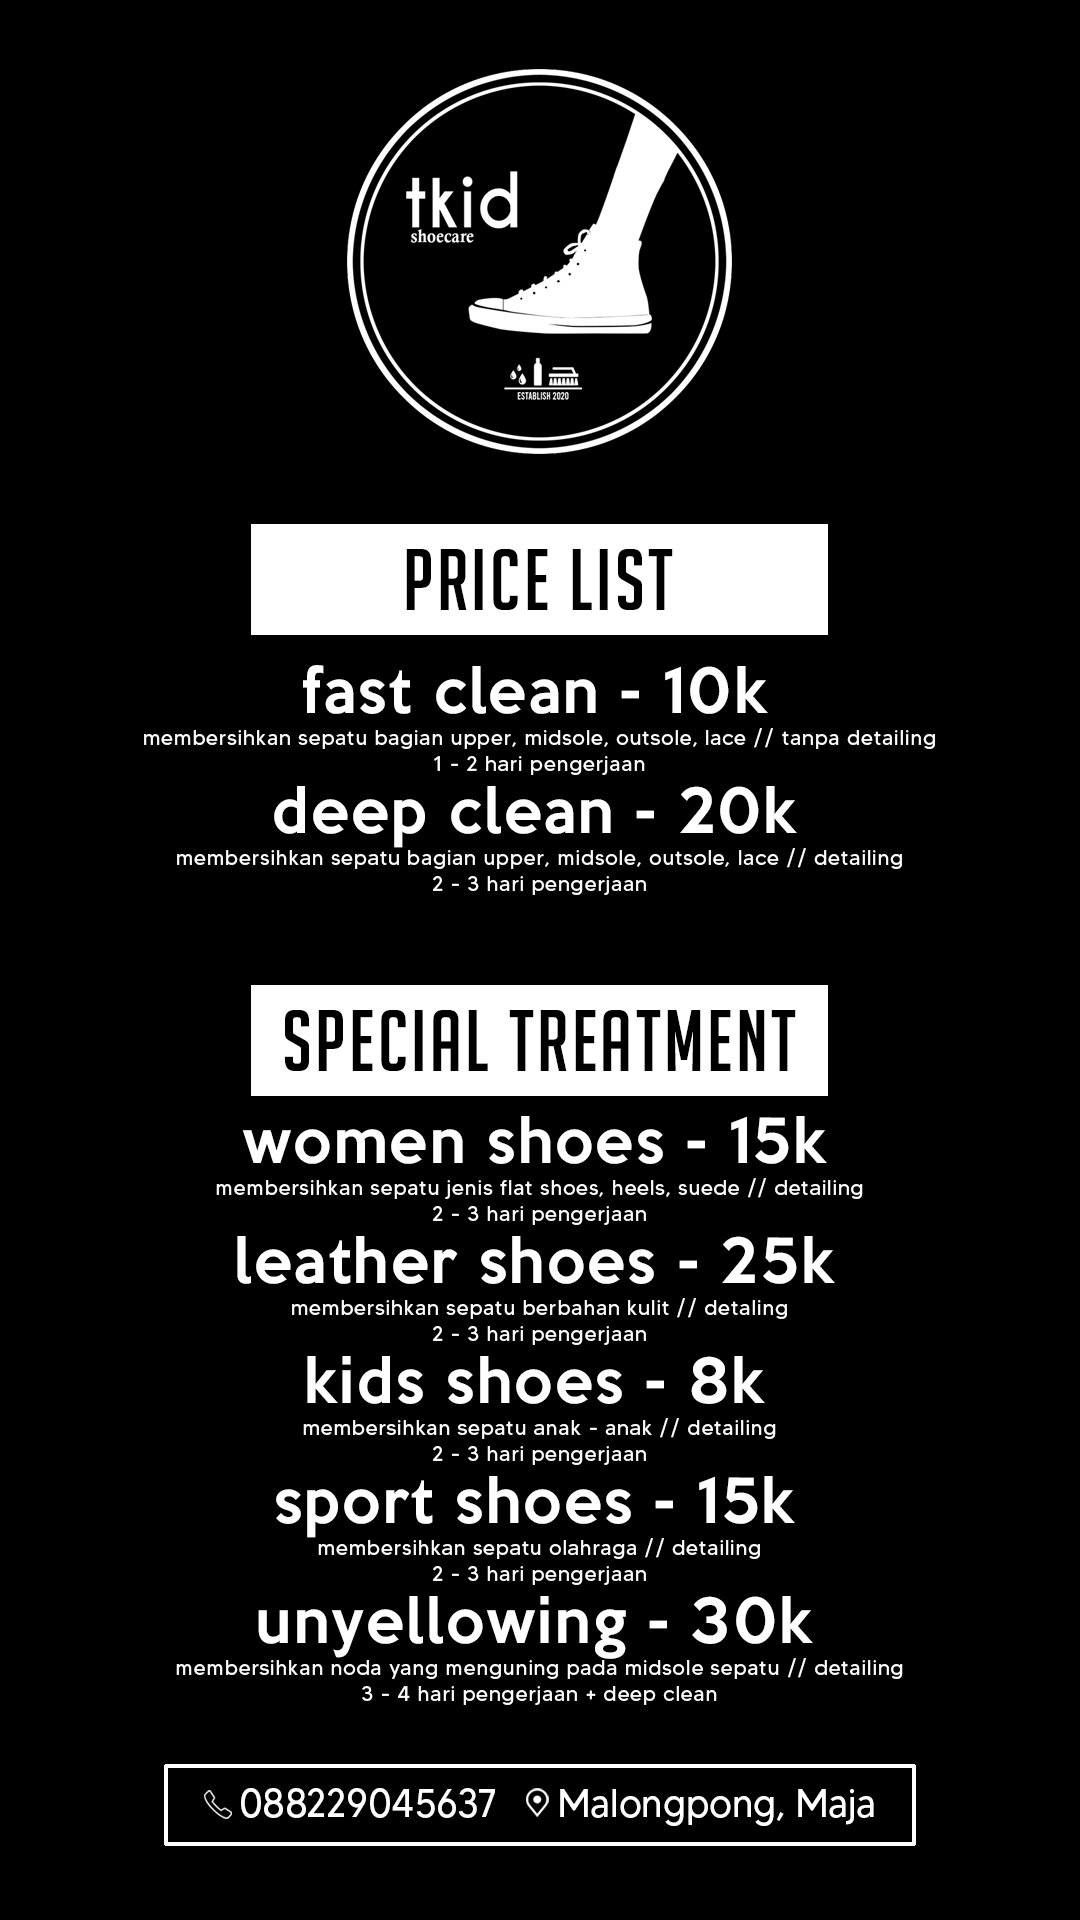 tkid
shoecare
ESTABLISH 2020
PRICE LIST
fast clean - 10k
membersihkan sepatu bagian upper, midsole, outsole, lace // tanpa detailing
1 - 2 hari pengerjaan
deep clean - 20k
membersihkan sepatu bagian upper, midsole, outsole, lace // detailing
2 - 3 hari pengerjaan
SPECIAL TREATMENT
women shoes - 15k
membersihkan sepatu jenis flat shoes, heels, suede // detailing
2 - 3 hari pengerjaan
leather shoes - 25k
membersihkan sepatu berbahan kulit // detaling
2 - 3 hari pengerjaan
kids shoes - 8k
membersihkan sepatu anak - anak // detailing
2 - 3 hari pengerjaan
sport shoes - 15k
membersihkan sepatu olahraga // detailing
2 - 3 hari pengerjaan
unyellowing - 30k
membersihkan noda yang menguning pada midsole sepatu // detailing
3 - 4 hari pengerjaan + deep clean
088229045637 Malongpong, Maja